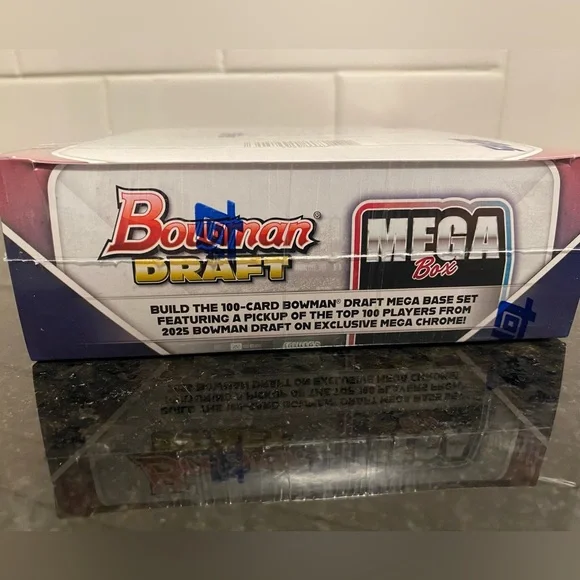 Bowman®
DRAFT
MEGA
Box
BUILD THE 100-CARD BOWMAN® DRAFT MEGA BASE SET
FEATURING A PICKUP OF THE TOP 100 PLAYERS FROM
2025 BOWMAN DRAFT ON EXCLUSIVE MEGA CHROME!